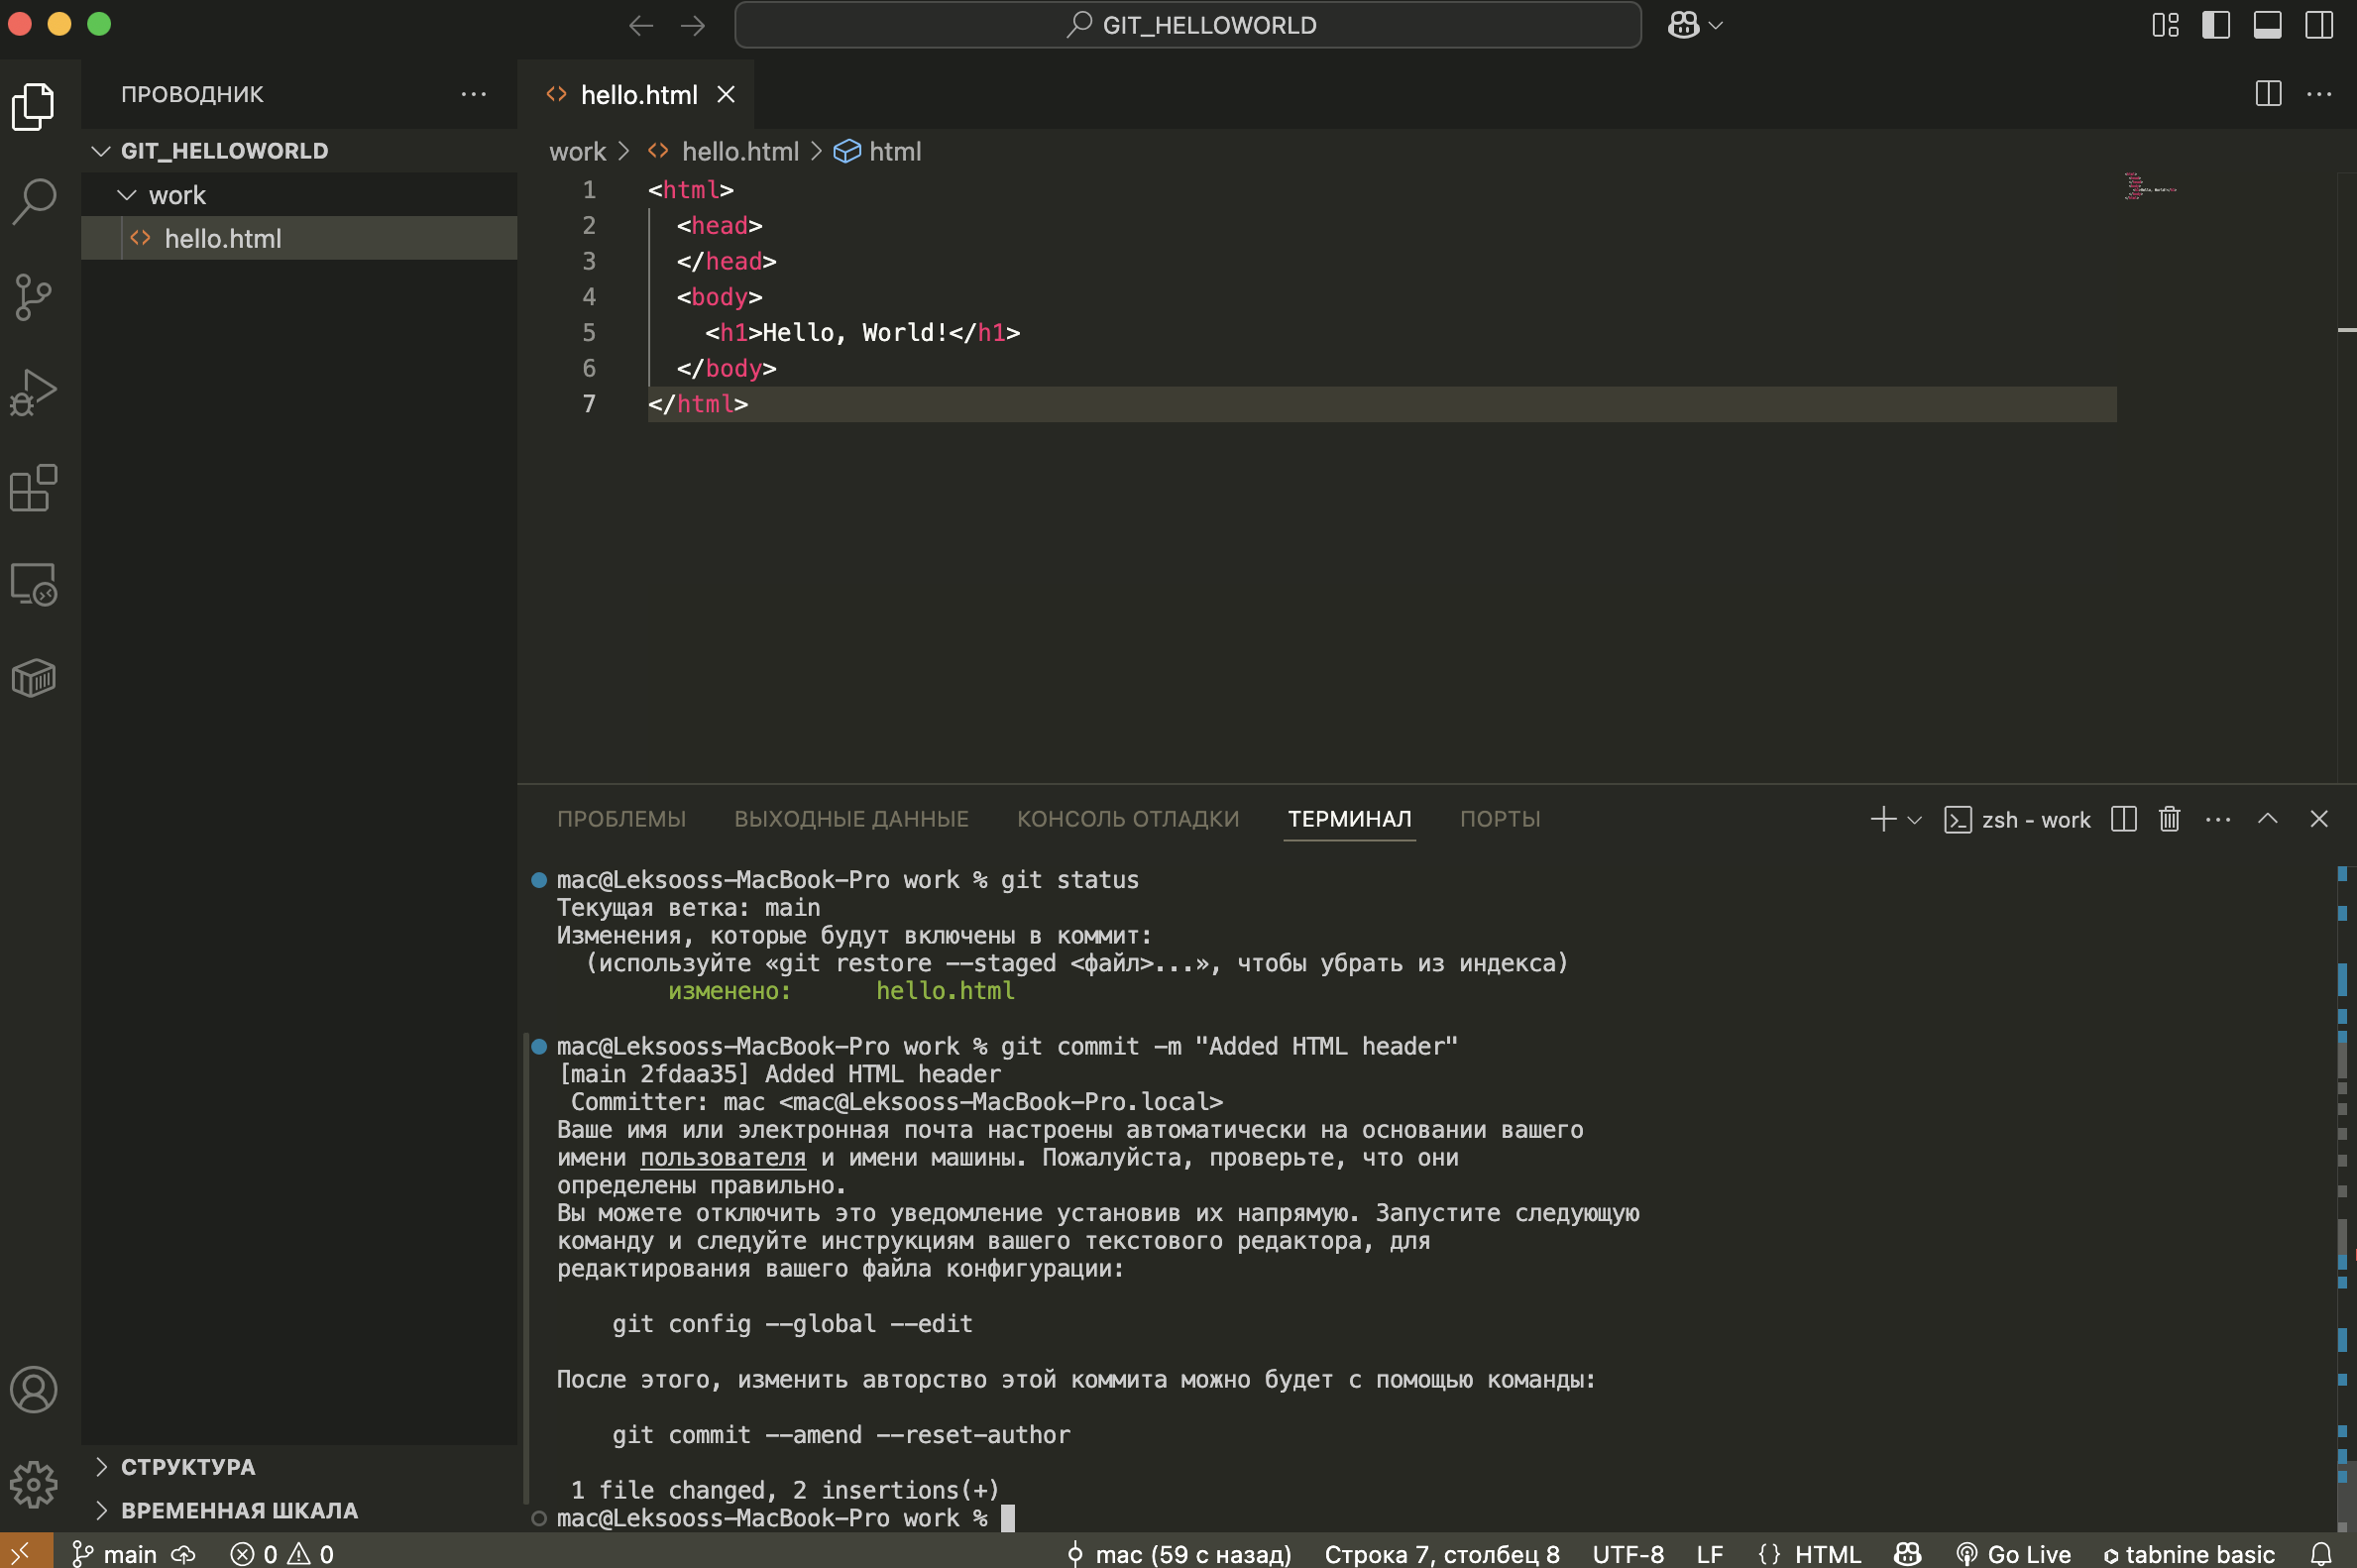 GIT_HELLOWORLD
ПРОВОДНИК
GIT_HELLOWORLD
work
hello.html
СТРУКТУРА
ВРЕМЕННАЯ ШКАЛА
hello.html
work > hello.html > html
1 <html>
2 <head>
3 </head>
4 <body>
5 <h1>Hello, World!</h1>
6 </body>
7 </html>
ПРОБЛЕМЫ ВЫХОДНЫЕ ДАННЫЕ КОНСОЛЬ ОТЛАДКИ ТЕРМИНАЛ ПОРТЫ zsh - work
mac@Leksooss-MacBook-Pro work % git status
Текущая ветка: main
Изменения, которые будут включены в коммит:
(используйте «git restore --staged <файл>...», чтобы убрать из индекса)
изменено: hello.html
mac@Leksooss-MacBook-Pro work % git commit -m "Added HTML header"
[main 2fdaa35] Added HTML header
Committer: mac <mac@Leksooss-MacBook-Pro.local>
Ваше имя или электронная почта настроены автоматически на основании вашего
имени пользователя и имени машины. Пожалуйста, проверьте, что они
определены правильно.
Вы можете отключить это уведомление установив их напрямую. Запустите следующую
команду и следуйте инструкциям вашего текстового редактора, для
редактирования вашего файла конфигурации:
git config --global --edit
После этого, изменить авторство этой коммита можно будет с помощью команды:
git commit --amend --reset-author
1 file changed, 2 insertions(+)
mac@Leksooss-MacBook-Pro work %
main 0 0 mac (59 с назад) Строка 7, столбец 8 UTF-8 LF {} HTML Go Live tabnine basic